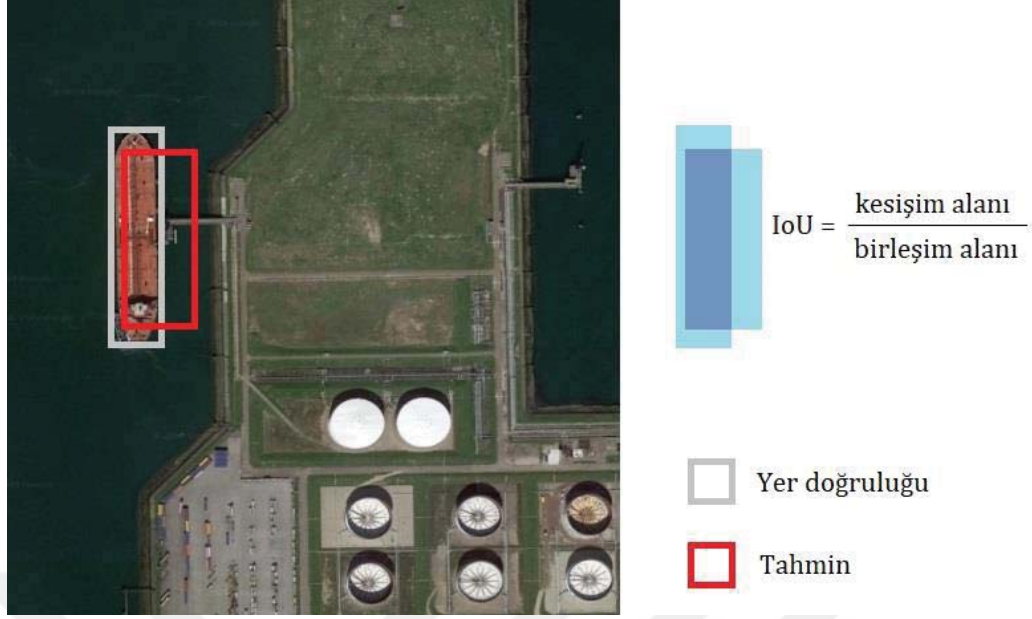 IoU = kesişim alanı
birleşim alanı
Yer doğruluğu
Tahmin